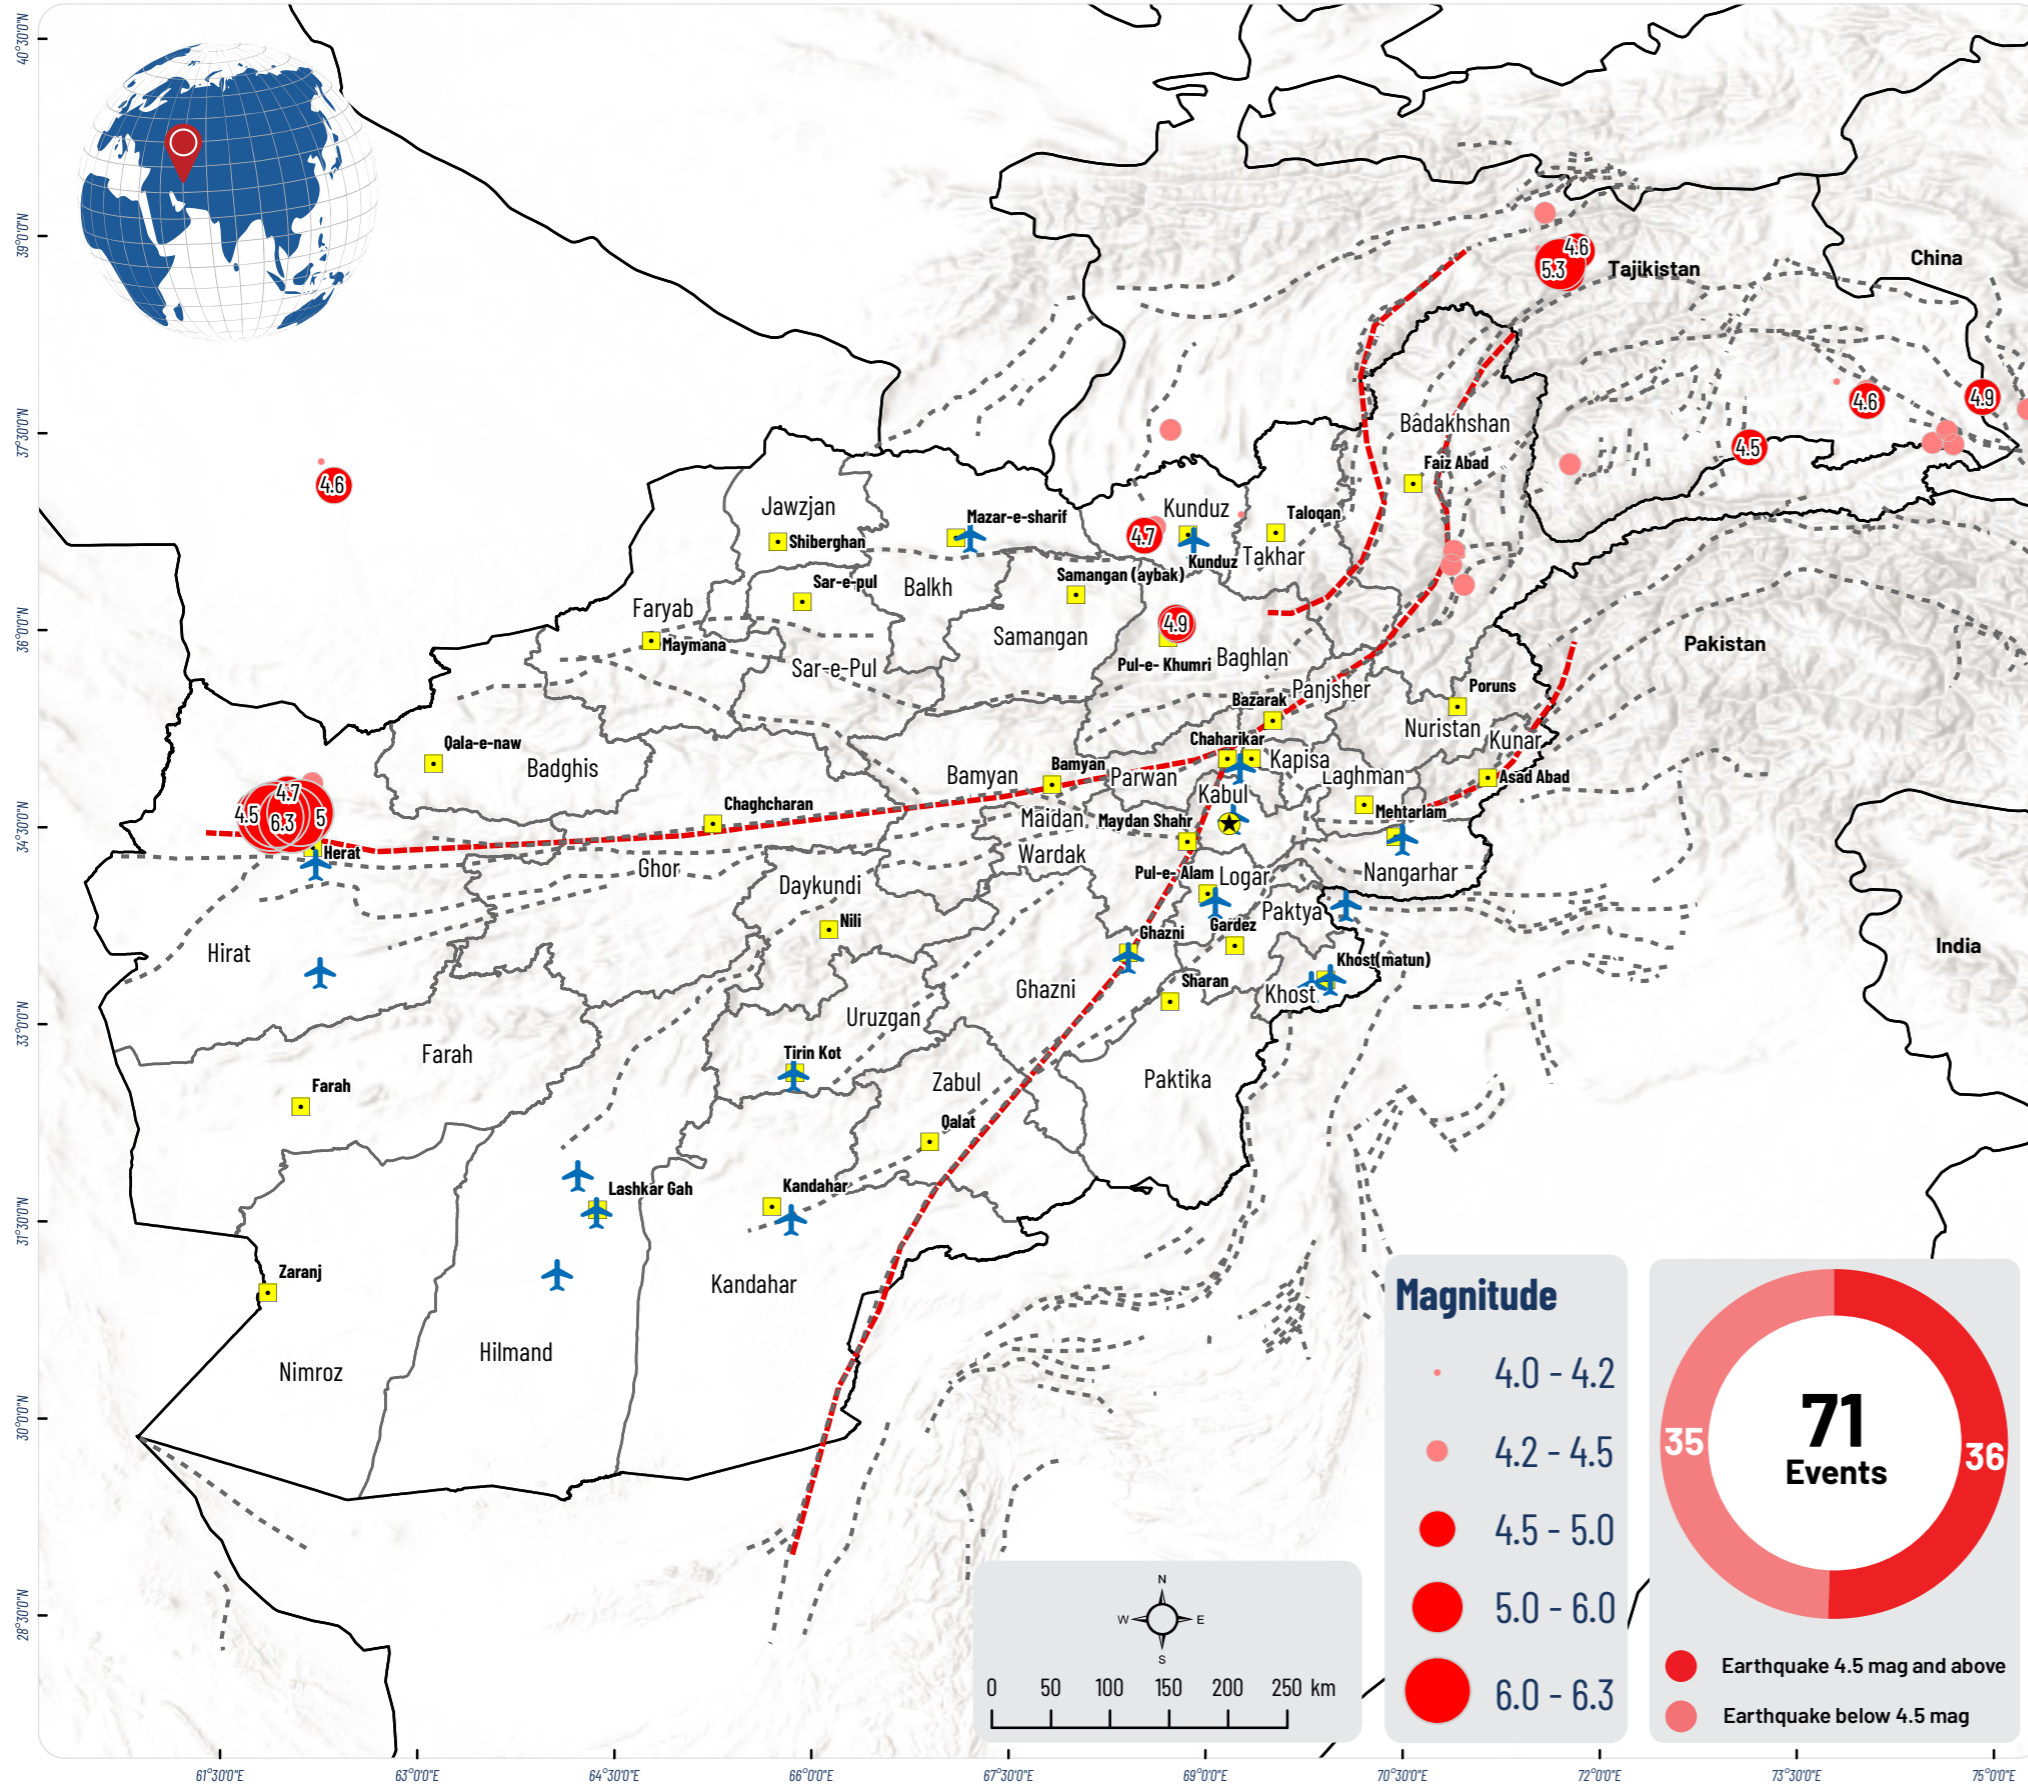 40°30'0"N
39°0'0"N
37°30'0"N
36°0'0"N
34°30'0"N
33°0'0"N
31°30'0"N
30°0'0"N
28°30'0"N
4.6
5.3
Tajikistan
China
4.6
4.9
4.5
Badakhshan
Faiz Abad
4.6
Jawzjan
Shiberghan
Mazar-e-sharif
4.7
Kunduz
Kunduz
Taloqan
Takhar
Sar-e-pul
Balkh
Samangan (aybak)
Faryab
Maymana
Samangan
4.9
Pul-e- Khumri
Baghlan
Sar-e-Pul
Pakistan
Panjsher
Poruns
Bazarak
Nuristan
Kunar
Qala-e-naw
Badghis
Chaharikar
Kapisa
Bamyan
Bamyan
Parwan
Laghman
Asad Abad
4.7
4.5
6.3
5
Chaghcharan
Kabul
Mehtarlam
Maidan
Wardak
Maydan Shahr
Herat
Ghor
Nangarhar
Pul-e- Alam
Logar
Daykundi
Paktya
Nili
Gardez
Ghazni
Hirat
India
Khost(matun)
Sharan
Khost
Ghazni
Uruzgan
Farah
Tirin Kot
Zabul
Paktika
Farah
Qalat
Lashkar Gah
Kandahar
Zaranj
Kandahar
Hilmand
Nimroz
Magnitude
4.0 - 4.2
4.2 - 4.5
4.5 - 5.0
5.0 - 6.0
6.0 - 6.3
71
Events
35
36
Earthquake 4.5 mag and above
Earthquake below 4.5 mag
N
W
E
S
0 50 100 150 200 250 km
61°30'0"E
63°0'0"E
64°30'0"E
66°0'0"E
67°30'0"E
69°0'0"E
70°30'0"E
72°0'0"E
73°30'0"E
75°0'0"E